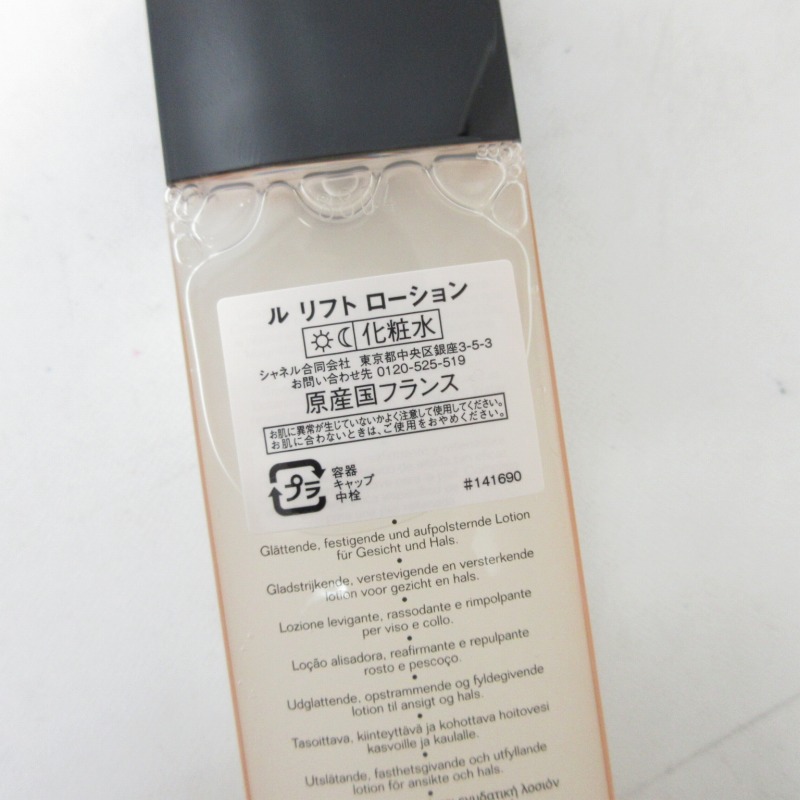 ル リフト ローション
化粧水
シャネル合同会社 東京都中央区銀座3-5-3
お問い合わせ先 0120-525-519
原産国フランス
お肌に異常が生じていないかよく注意して使用してください。
お肌に合わないときは、ご使用をおやめください。
プラ
容器
キャップ
中栓
#141690
Glättende, festigende und aufpolsternde Lotion
für Gesicht und Hals.
Gladstrijkende, verstevigende en versterkende
lotion voor gezicht en hals.
Lozione levigante, rassodante e rimpolpante
per viso e collo.
Loção alisadora, reafirmante e repulpante
rosto e pescoço.
Udglattende, opstrammende og fyldegivende
lotion til ansigt og hals.
Tasoittava, kiinteyttävä ja kohottava hoitovesi
kasvoille ja kaulalle.
Utslätande, fasthetsgivande och utfyllande
lotion för ansikte och hals.
λοσιόν